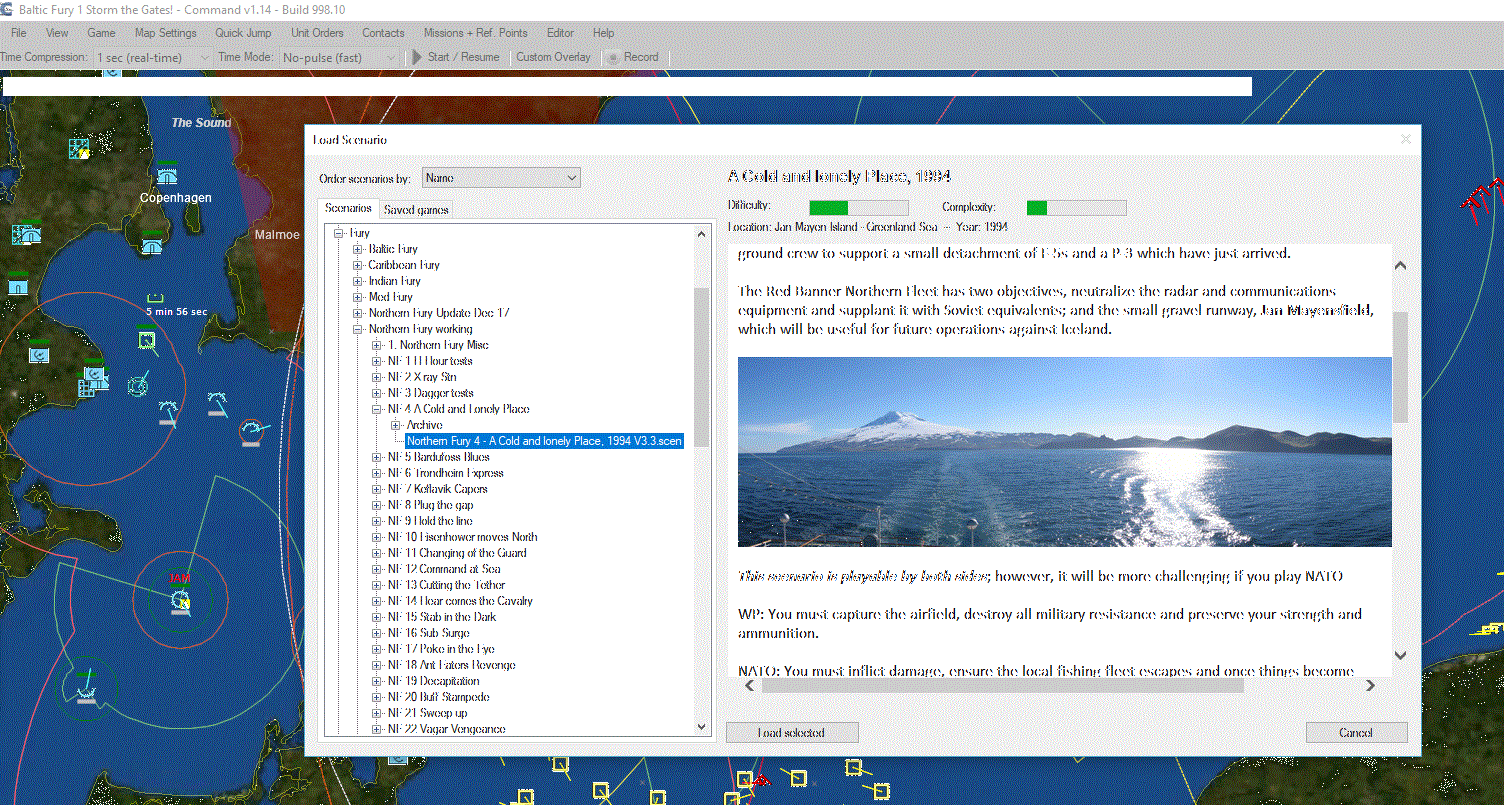 Baltic Fury 1 Storm the Gates! - Command v1.14 - Build 998.10
File View Game Map Settings Quick Jump Unit Orders Contacts Missions + Ref. Points Editor Help
Time Compression: 1 sec (real-time) Time Mode: No-pulse (fast) Start / Resume Custom Overlay Record
The Sound
Copenhagen
Malmoe
5 min 56 sec
JAM
Load Scenario
Order scenarios by: Name
Scenarios Saved games
Fury
Baltic Fury
Caribbean Fury
Indian Fury
Med Fury
Northern Fury Update Dec 17
Northern Fury working
1. Northern Fury Misc
NF 1 H Hour tests
NF 2 X ray Stn
NF 3 Dagger tests
NF 4 A Cold and Lonely Place
Archive
Northern Fury 4 - A Cold and lonely Place, 1994 V3.3.scen
NF 5 Bardufoss Blues
NF 6 Trondheim Express
NF 7 Keflavik Capers
NF 8 Plug the gap
NF 9 Hold the line
NF 10 Eisenhower moves North
NF 11 Changing of the Guard
NF 12 Command at Sea
NF 13 Cutting the Tether
NF 14 Hear comes the Cavalry
NF 15 Stab in the Dark
NF 16 Sub Surge
NF 17 Poke in the Eye
NF 18 Ant Eaters Revenge
NF 19 Decapitation
NF 20 Buff Stampede
NF 21 Sweep up
NF 22 Vagar Vengeance
A Cold and lonely Place, 1994
Difficulty: Complexity:
Location: Jan Mayen Island - Greenland Sea -- Year: 1994
ground crew to support a small detachment of F-5s and a P-3 which have just arrived.
The Red Banner Northern Fleet has two objectives, neutralize the radar and communications
equipment and supplant it with Soviet equivalents; and the small gravel runway, Jan Mayensfield,
which will be useful for future operations against Iceland.
This scenario is playable by both sides; however, it will be more challenging if you play NATO
WP: You must capture the airfield, destroy all military resistance and preserve your strength and
ammunition.
NATO: You must inflict damage, ensure the local fishing fleet escapes and once things become
Load selected Cancel